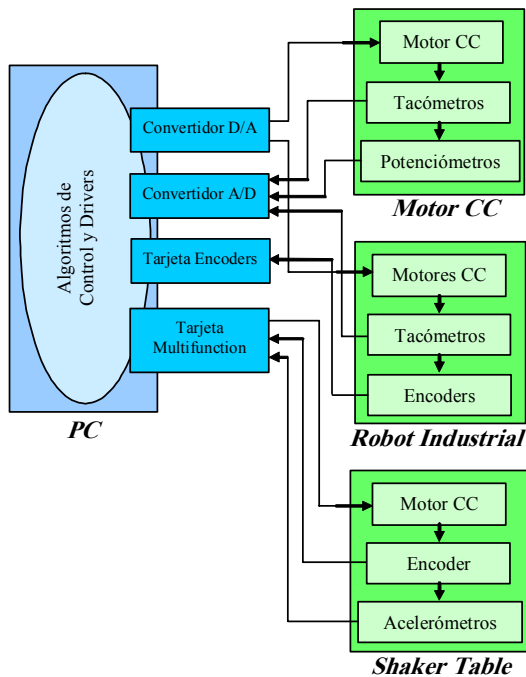 Algoritmos de
Control y Drivers
Convertidor D/A
Convertidor A/D
Tarjeta Encoders
Tarjeta
Multifunction
PC
Motor CC
Tacómetros
Potenciómetros
Motor CC
Motores CC
Tacómetros
Encoders
Robot Industrial
Motor CC
Encoder
Acelerómetros
Shaker Table